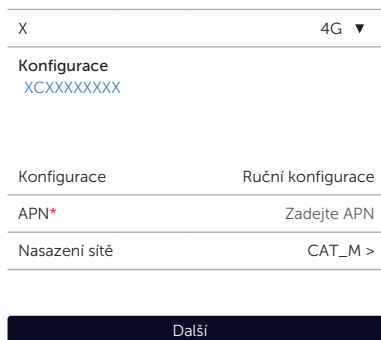 X 4G ▼
Konfigurace
XCXXXXXXXX
Konfigurace Ruční konfigurace
APN* Zadejte APN
Nasazení sítě CAT_M >
Další